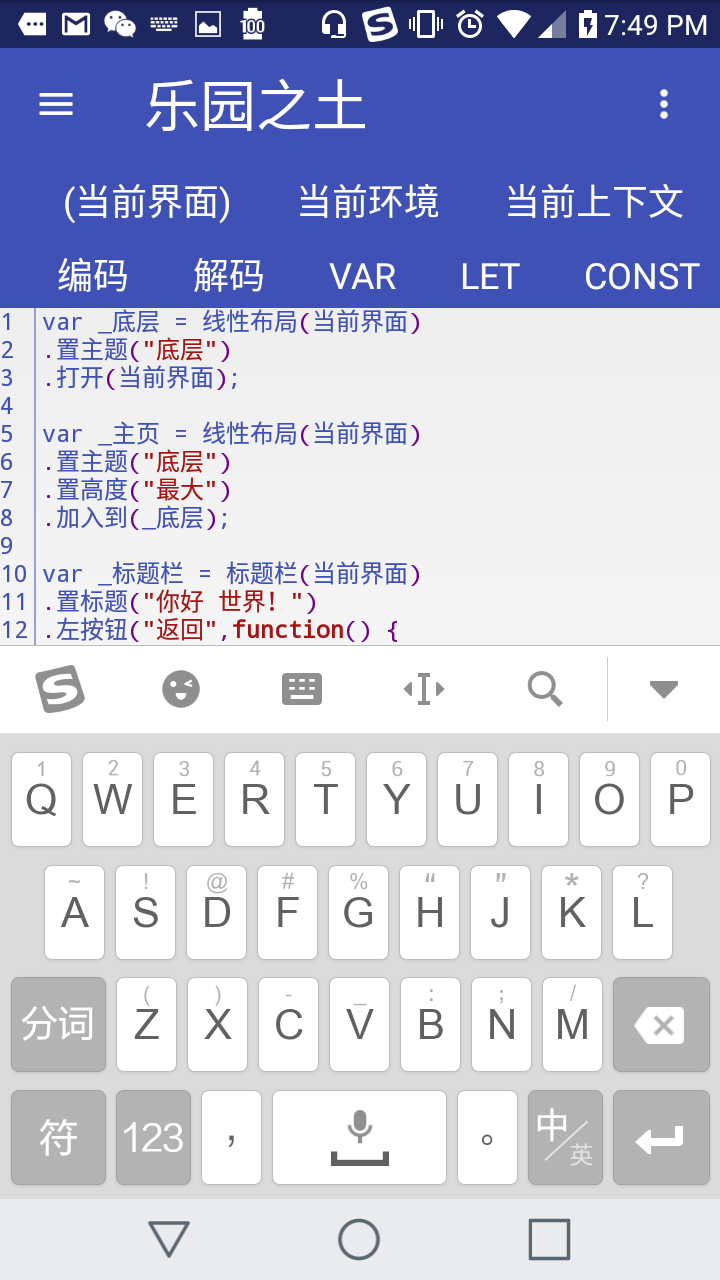 100 7:49 PM
乐园之土
(当前界面) 当前环境 当前上下文
编码 解码 VAR LET CONST
1 var _底层 = 线性布局(当前界面)
2 .置主题("底层")
3 .打开(当前界面);
4
5 var _主页 = 线性布局(当前界面)
6 .置主题("底层")
7 .置高度("最大")
8 .加入到(_底层);
9
10 var _标题栏 = 标题栏(当前界面)
11 .置标题("你好 世界！")
12 .左按钮("返回",function() {
1 2 3 4 5 6 7 8 9 0
Q W E R T Y U I O P
~ ! @ # % “ ” * ?
A S D F G H J K L
( ) - _ : ; /
分词 Z X C V B N M
符 123 ， 。 中/英